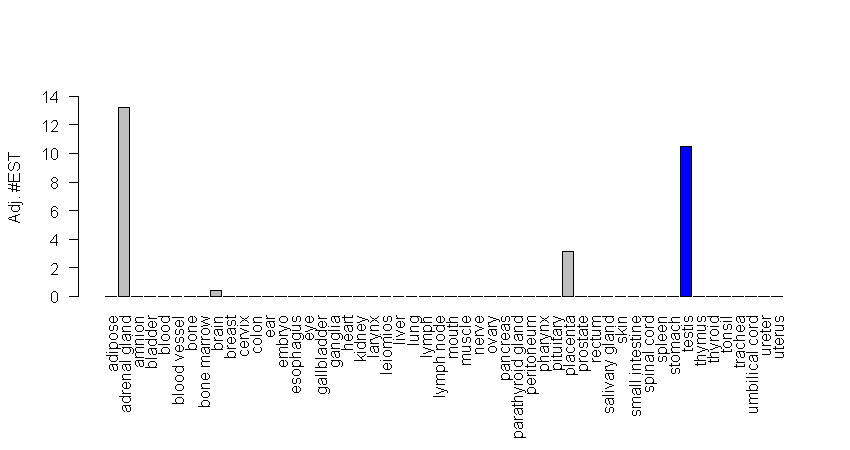 Adj. #EST
14
12
10
8
6
4
2
0
adipose
adrenal gland
amnion
bladder
blood
blood vessel
bone
bone marrow
brain
breast
cervix
colon
ear
embryo
esophagus
eye
gallbladder
ganglia
heart
kidney
larynx
leiomios
liver
lung
lymph
lymph node
mouth
muscle
nerve
ovary
pancreas
parathyroid gland
peritoneum
pharynx
pituitary
placenta
prostate
rectum
salivary gland
skin
small intestine
spinal cord
spleen
stomach
testis
thymus
thyroid
tonsil
trachea
umbilical cord
ureter
uterus